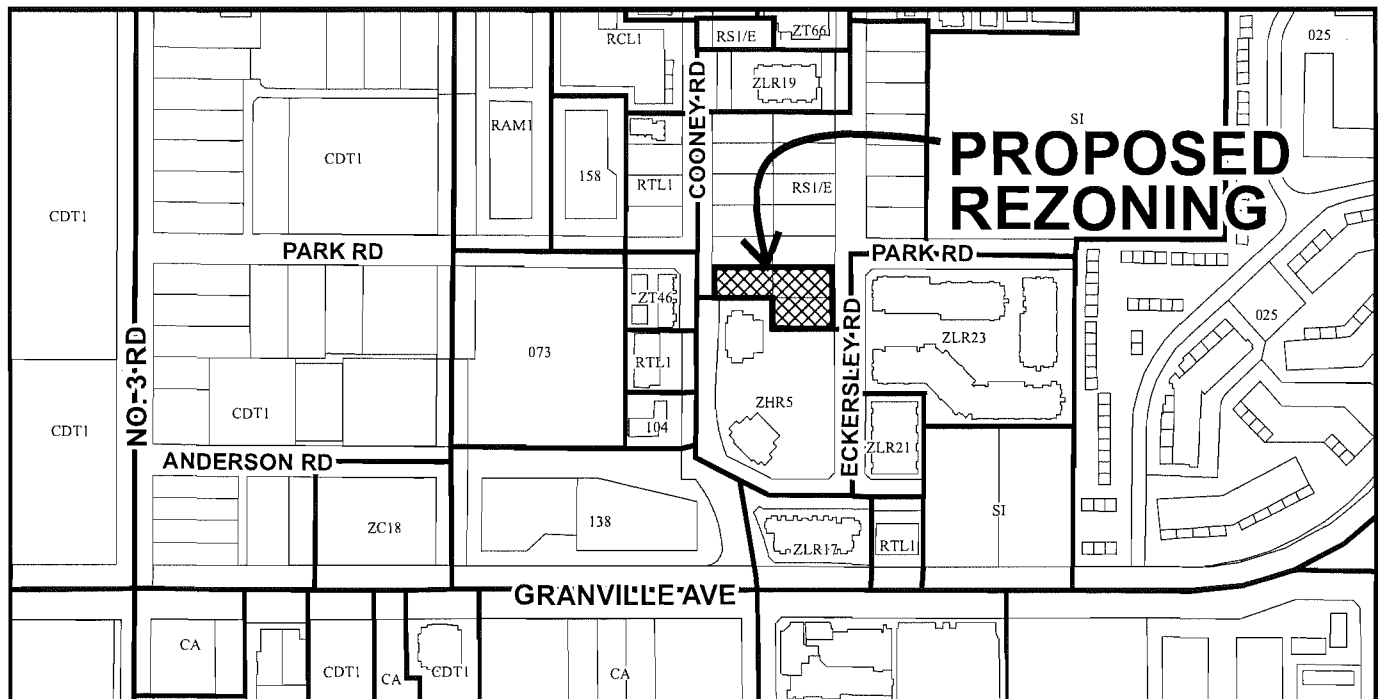 RCL1
RS1/E
ZT66
025
ZLR19
COONEY RD
SI
CDT1
RAM1
158
RTL1
RS1/E
PROPOSED
REZONING
CDT1
PARK RD
PARK RD
ZT46
025
NO. 3 RD
073
RTL1
ECKERSLEY RD
ZLR23
CDT1
CDT1
104
ZHR5
ZLR21
ANDERSON RD
ZC18
138
ZLR17
RTL1
SI
GRANVILLE AVE
CA
CDT1
CA
CDT1
CA